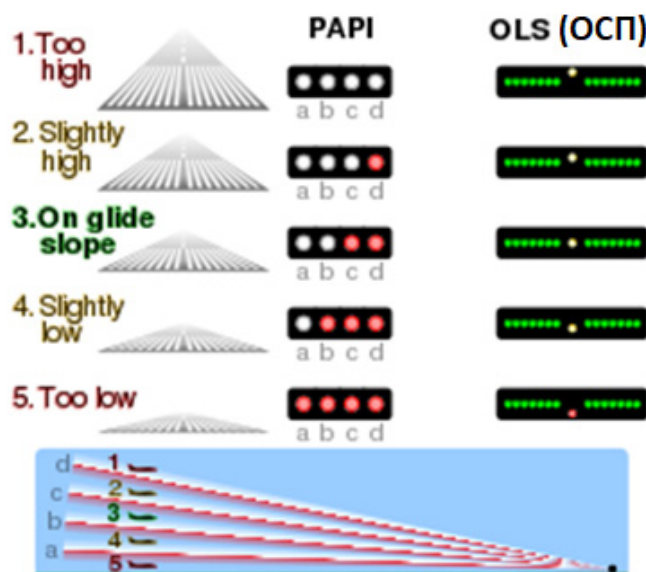 PAPI OLS (ОСП)
1. Too
high
a b c d
2. Slightly
high
a b c d
3. On glide
slope
a b c d
4. Slightly
low
a b c d
5. Too low
a b c d
d 1
c 2
3
b
4
a
5